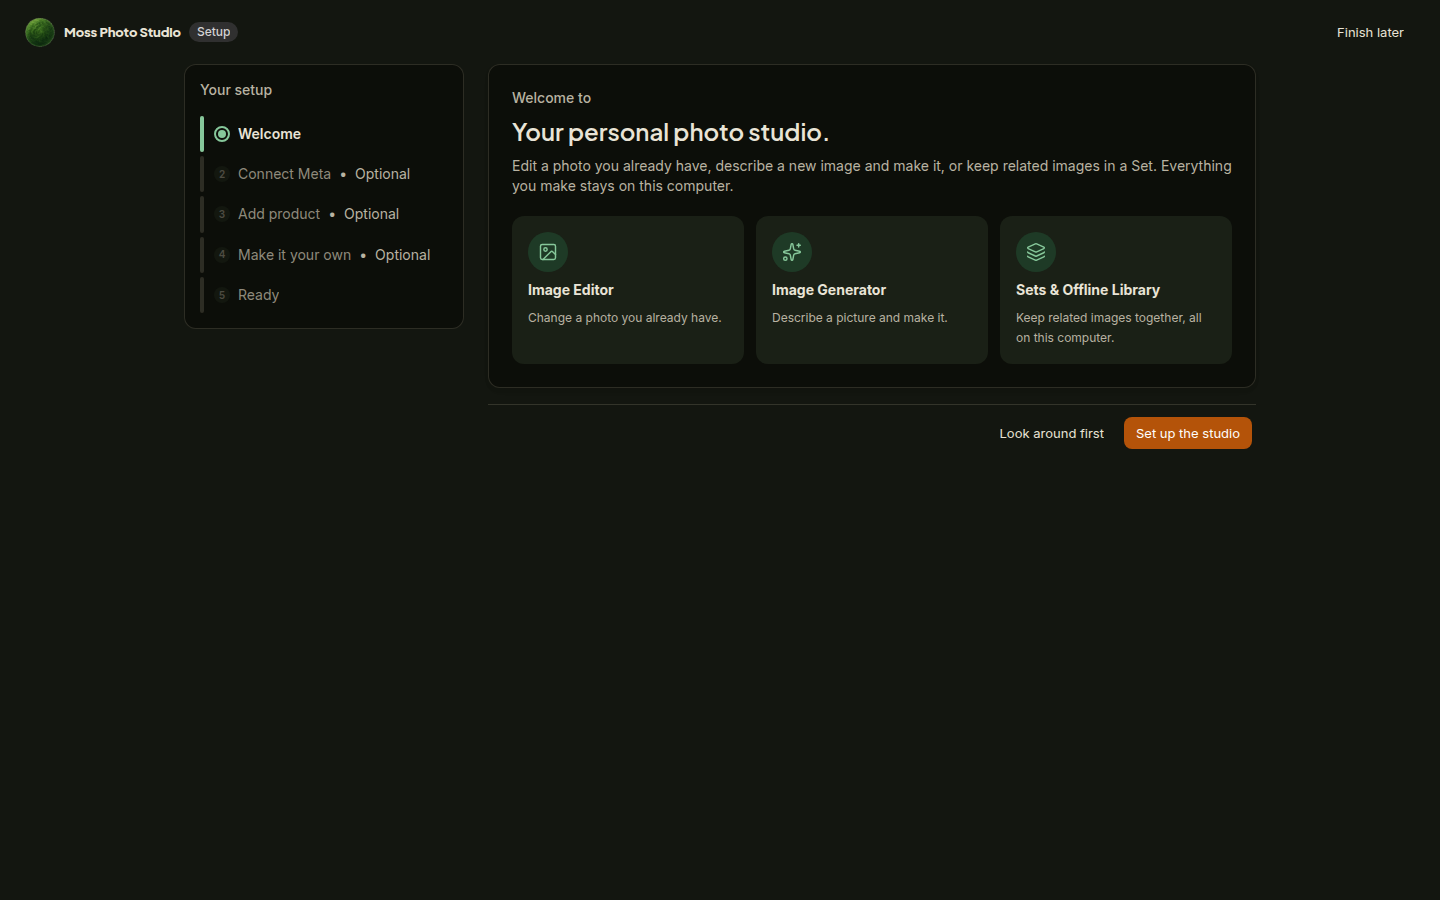 Moss Photo Studio
Setup
Finish later
Your setup
Welcome
2 Connect Meta • Optional
3 Add product • Optional
4 Make it your own • Optional
5 Ready
Welcome to
Your personal photo studio.
Edit a photo you already have, describe a new image and make it, or keep related images in a Set. Everything
you make stays on this computer.
Image Editor
Change a photo you already have.
Image Generator
Describe a picture and make it.
Sets & Offline Library
Keep related images together, all
on this computer.
Look around first
Set up the studio